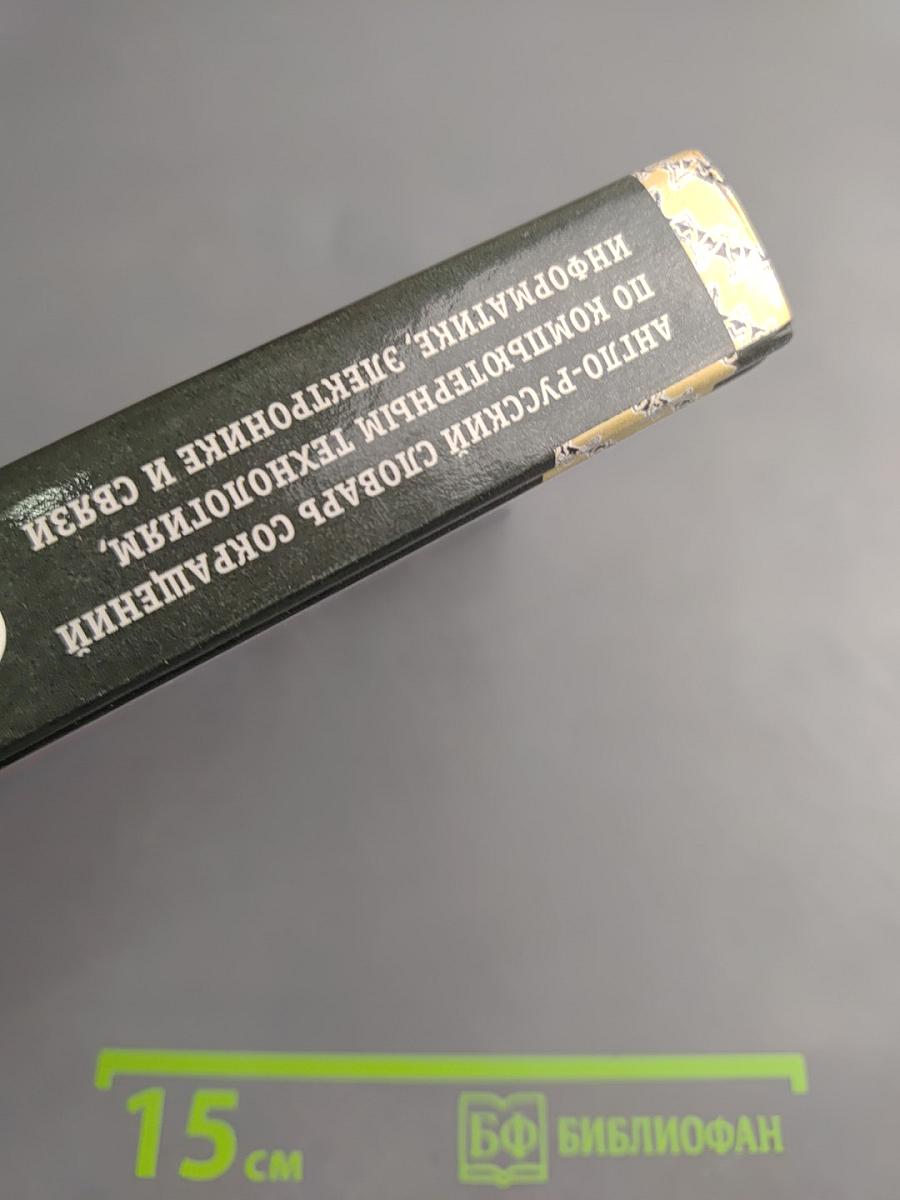 АНГЛО-РУССКИЙ СЛОВАРЬ СОКРАЩЕНИЙ
ПО КОМПЬЮТЕРНЫМ ТЕХНОЛОГИЯМ,
ИНФОРМАТИКЕ, ЭЛЕКТРОНИКЕ И СВЯЗИ
15 см
БФ БИБЛИОФАН